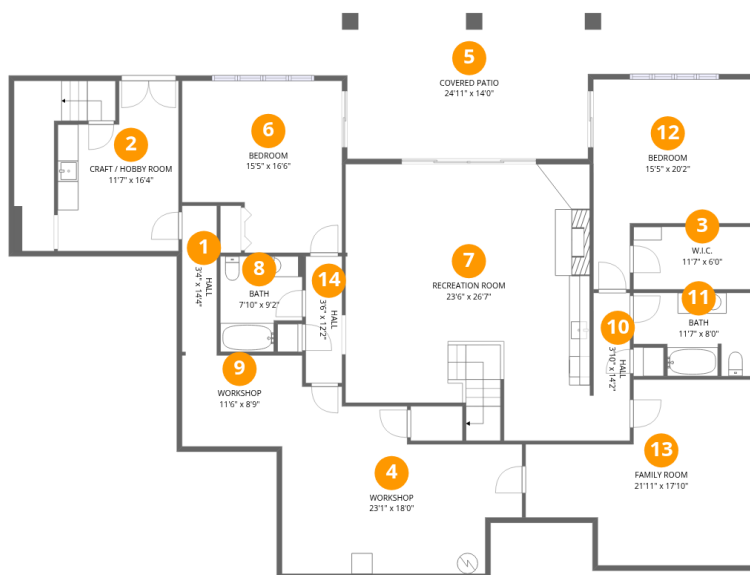 5
COVERED PATIO
24'11" x 14'0"
6
BEDROOM
15'5" x 16'6"
12
BEDROOM
15'5" x 20'2"
2
CRAFT / HOBBY ROOM
11'7" x 16'4"
3
W.I.C.
11'7" x 6'0"
1
HALL
3'4" x 14'4"
8
BATH
7'10" x 9'2"
14
HALL
3'6" x 12'2"
7
RECREATION ROOM
23'6" x 26'7"
11
BATH
11'7" x 8'0"
10
HALL
3'10" x 14'2"
9
WORKSHOP
11'6" x 8'9"
4
WORKSHOP
23'1" x 18'0"
13
FAMILY ROOM
21'11" x 17'10"